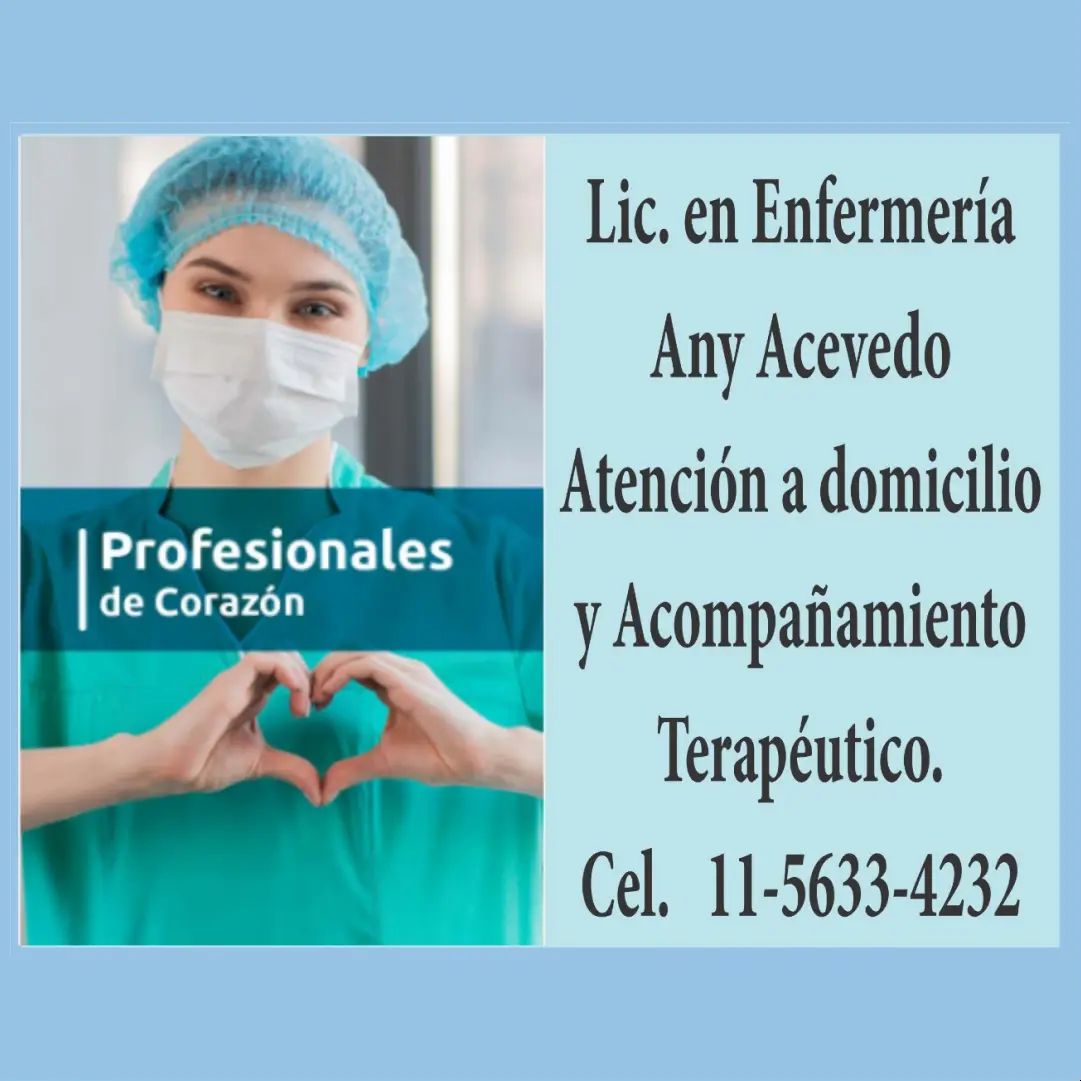 Profesionales
de Corazón
Lic. en Enfermería
Any Acevedo
Atención a domicilio
y Acompañamiento
Terapéutico.
Cel. 11-5633-4232